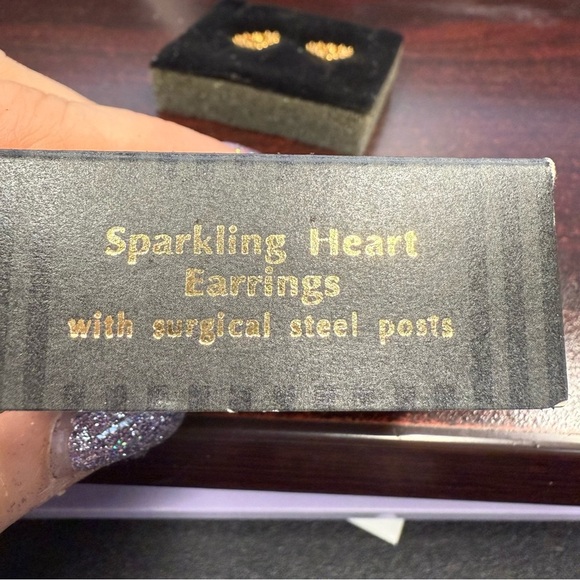 Sparkling Heart
Earrings
with surgical steel posts